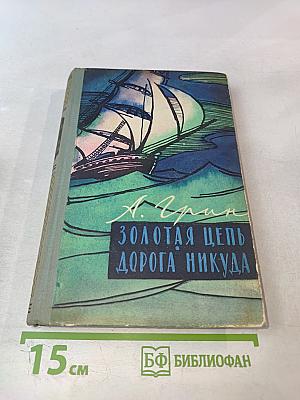 А. Грин
ЗОЛОТАЯ ЦЕПЬ
ДОРОГА НИКУДА
15 см
БФ БИБЛИОФАН